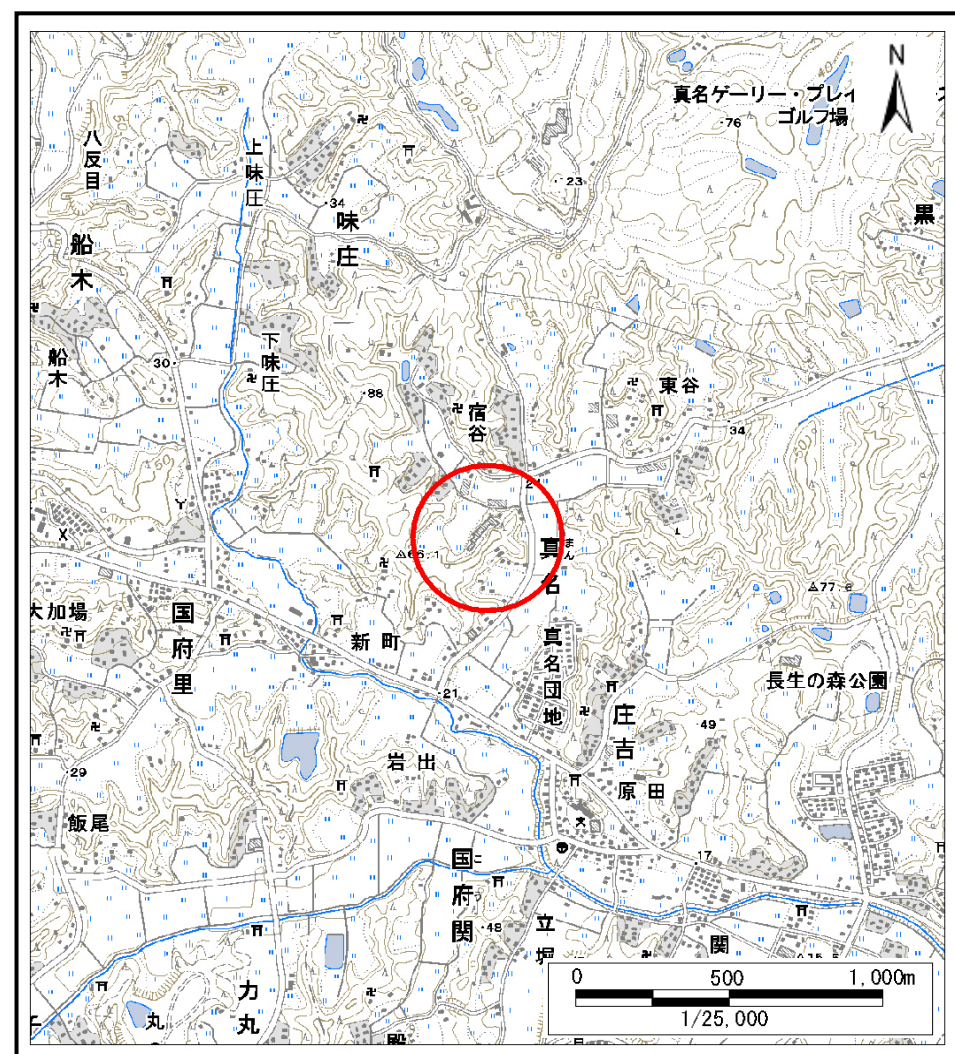 N
真名ゲーリー・プレイ
ゴルフ場
40
76
100
八反目
上味庄
23
34
味庄
黒
船木
船木
30
下味庄
88
宿谷
東谷
34
50
真名
まん
△66.1
△77.6
大加場
国府里
新町
真名団地
長生の森公園
21
庄吉
49
岩出
原田
29
飯尾
17
国府関
48
立堀
関
力丸
丸
0 500 1,000m
1/25,000